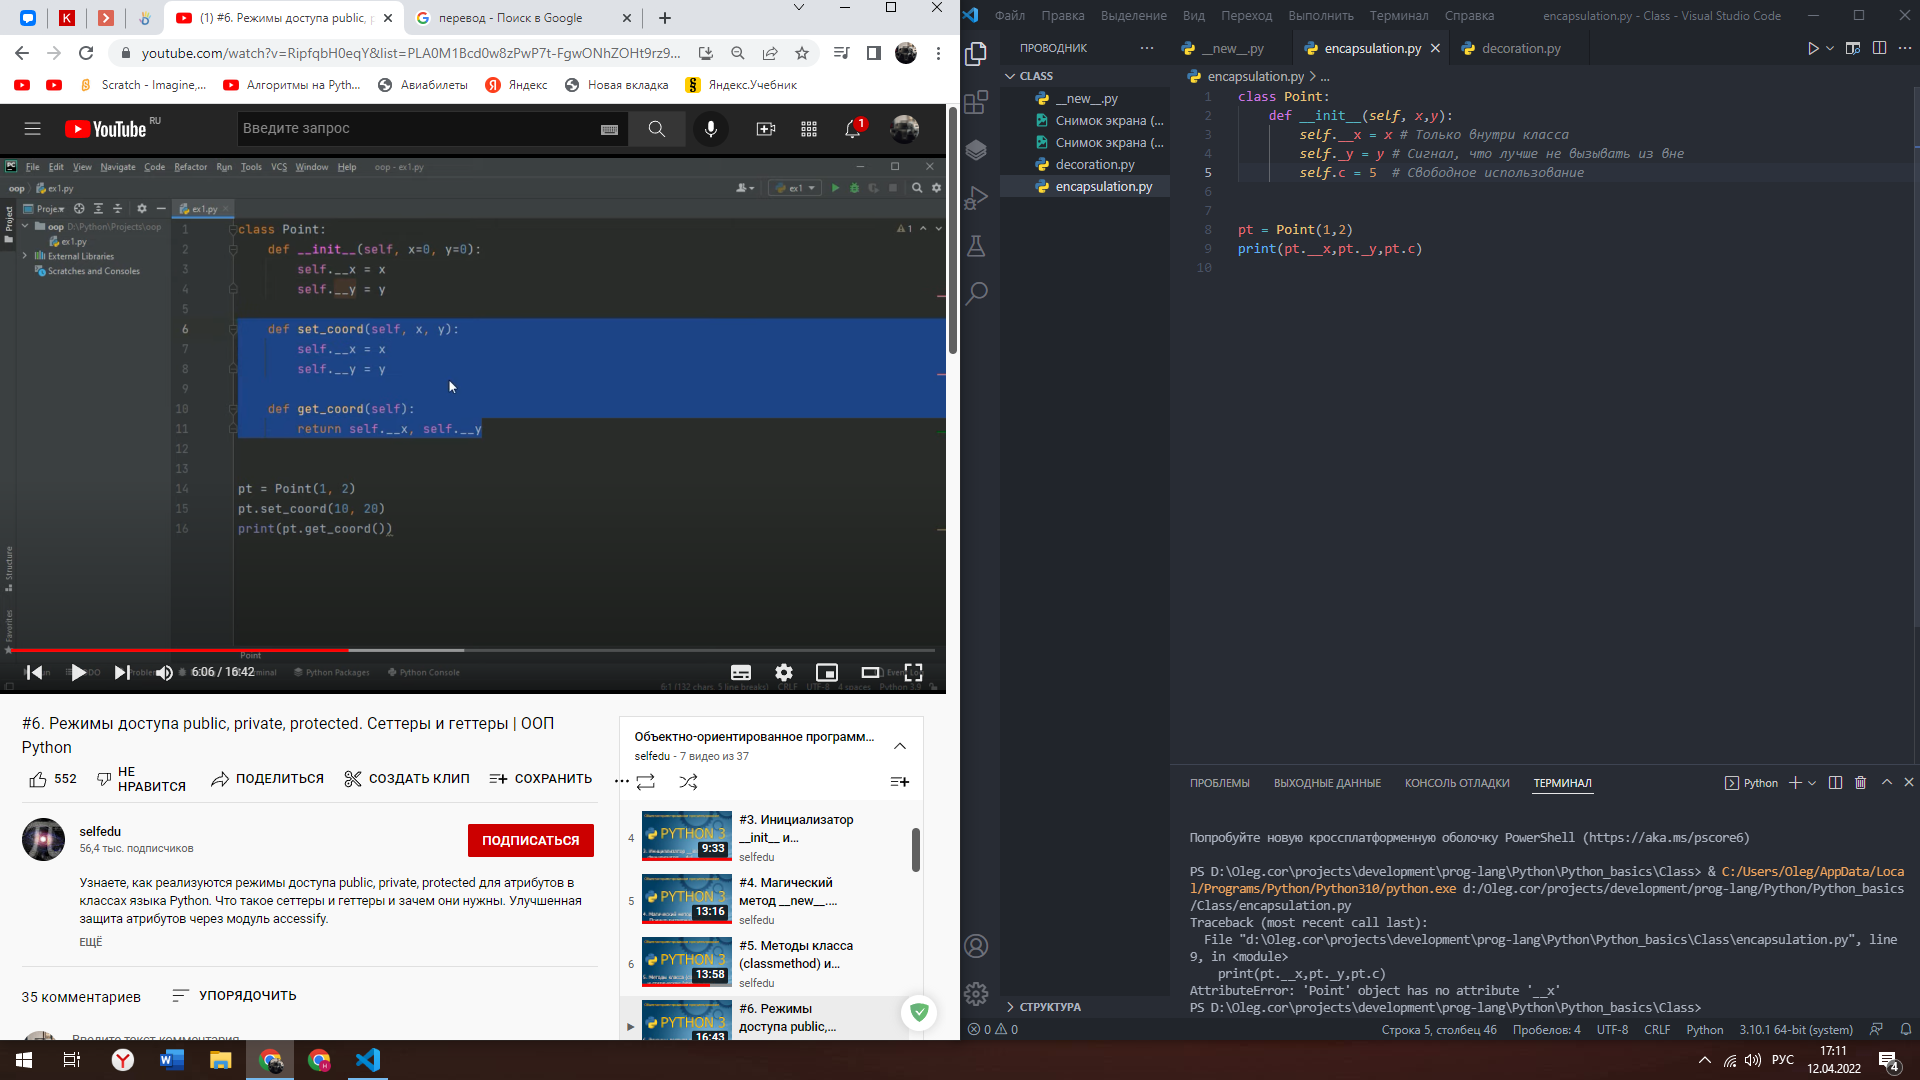 (1) #6. Режимы доступа public, p
перевод - Поиск в Google
youtube.com/watch?v=RipfqbH0eqY&list=PLA0M1Bcd0w8zPwP7t-FgwONhZOHt9rz9...
Scratch - Imagine,...
Алгоритмы на Pyth...
Авиабилеты
Яндекс
Новая вкладка
Яндекс.Учебник
YouTube RU
Введите запрос
1
File Edit View Navigate Code Refactor Run Tools VCS Window Help oop - ex1.py
oop ex1.py
ex1
Project
Proje
ex1.py
oop D:\Python\Projects\oop
ex1.py
External Libraries
Scratches and Consoles
1 class Point:
2 def __init__(self, x=0, y=0):
3 self.__x = x
4 self.__y = y
5
6 def set_coord(self, x, y):
7 self.__x = x
8 self.__y = y
9
10 def get_coord(self):
11 return self.__x, self.__y
12
13
14 pt = Point(1, 2)
15 pt.set_coord(10, 20)
16 print(pt.get_coord())
1
Structure
Favorites
Point
6:06 / 16:42
Python Packages
Python Console
#6. Режимы доступа public, private, protected. Сеттеры и геттеры | ООП
Python
552
НЕ НРАВИТСЯ
ПОДЕЛИТЬСЯ
СОЗДАТЬ КЛИП
СОХРАНИТЬ
selfedu
56,4 тыс. подписчиков
ПОДПИСАТЬСЯ
Узнаете, как реализуются режимы доступа public, private, protected для атрибутов в
классах языка Python. Что такое сеттеры и геттеры и зачем они нужны. Улучшенная
защита атрибутов через модуль accessify.
ЕЩЁ
35 комментариев
УПОРЯДОЧИТЬ
Введите текст комментария
Объектно-ориентированное программ...
selfedu - 7 видео из 37
4
PYTHON 3
9:33
#3. Инициализатор
__init__ и...
selfedu
5
PYTHON 3
13:16
#4. Магический
метод __new__....
selfedu
6
PYTHON 3
13:58
#5. Методы класса
(classmethod) и...
selfedu
PYTHON 3
16:43
#6. Режимы
доступа public,...
Файл Правка Выделение Вид Переход Выполнить Терминал Справка
encapsulation.py - Class - Visual Studio Code
ПРОВОДНИК
CLASS
__new__.py
Снимок экрана (...
Снимок экрана (...
decoration.py
encapsulation.py
СТРУКТУРА
__new__.py
encapsulation.py
decoration.py
encapsulation.py > ...
1 class Point:
2 def __init__(self, x,y):
3 self.__x = x # Только внутри класса
4 self._y = y # Сигнал, что лучше не вызывать из вне
5 self.c = 5 # Свободное использование
6
7
8 pt = Point(1,2)
9 print(pt.__x,pt._y,pt.c)
10
ПРОБЛЕМЫ
ВЫХОДНЫЕ ДАННЫЕ
КОНСОЛЬ ОТЛАДКИ
ТЕРМИНАЛ
Python
Попробуйте новую кроссплатформенную оболочку PowerShell (https://aka.ms/pscore6)
PS D:\Oleg.cor\projects\development\prog-lang\Python\Python_basics\Class> & C:/Users/Oleg/AppData/Loca
l/Programs/Python/Python310/python.exe d:/Oleg.cor/projects/development/prog-lang/Python/Python_basics
/Class/encapsulation.py
Traceback (most recent call last):
File "d:\Oleg.cor\projects\development\prog-lang\Python\Python_basics\Class\encapsulation.py", line
9, in <module>
print(pt.__x,pt._y,pt.c)
AttributeError: 'Point' object has no attribute '__x'
PS D:\Oleg.cor\projects\development\prog-lang\Python\Python_basics\Class>
0 0
Строка 5, столбец 46
Пробелов: 4
UTF-8
CRLF
Python
3.10.1 64-bit (system)
РУС
17:11
12.04.2022
4